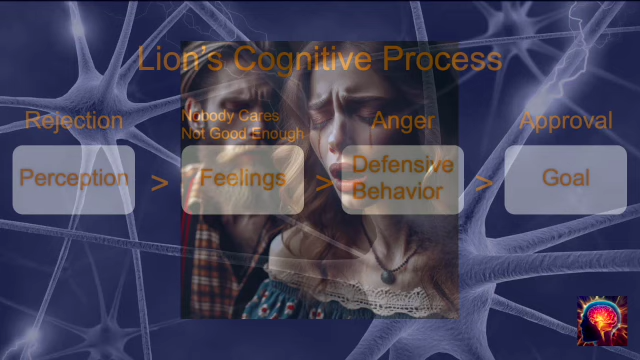 Lion's Cognitive Process
Rejection
Nobody Cares
Not Good Enough
Anger
Approval
Perception
>
Feelings
>
Defensive
Behavior
>
Goal